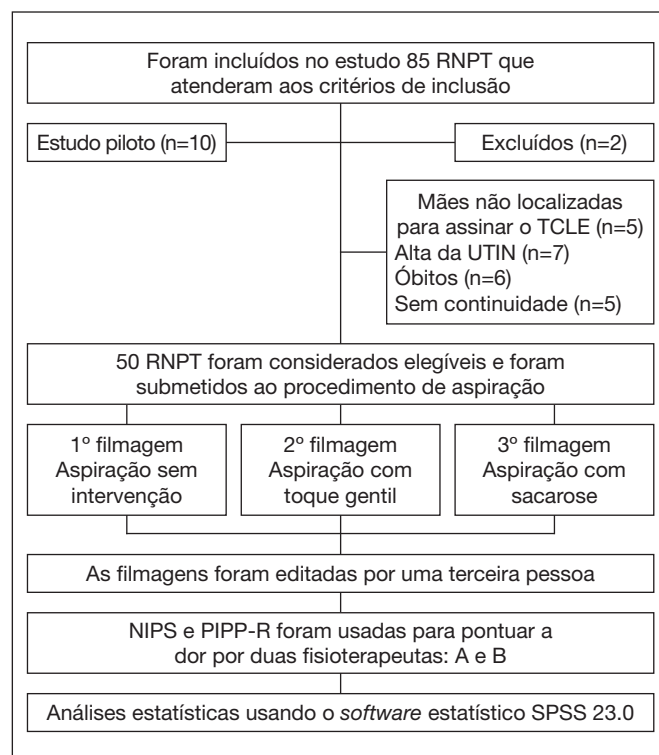 Foram incluídos no estudo 85 RNPT que
atenderam aos critérios de inclusão
Estudo piloto (n=10)
Excluídos (n=2)
Mães não localizadas
para assinar o TCLE (n=5)
Alta da UTIN (n=7)
Óbitos (n=6)
Sem continuidade (n=5)
50 RNPT foram considerados elegíveis e foram
submetidos ao procedimento de aspiração
1º filmagem
Aspiração sem
intervenção
2º filmagem
Aspiração com
toque gentil
3º filmagem
Aspiração com
sacarose
As filmagens foram editadas por uma terceira pessoa
NIPS e PIPP-R foram usadas para pontuar a
dor por duas fisioterapeutas: A e B
Análises estatísticas usando o software estatístico SPSS 23.0